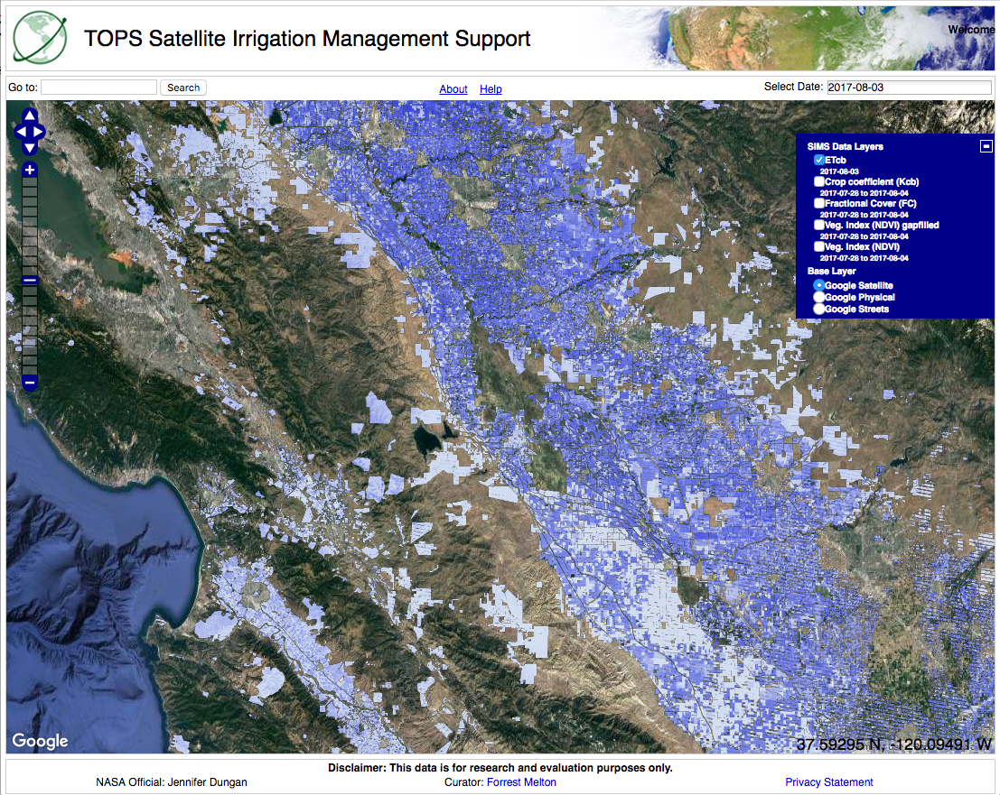 TOPS Satellite Irrigation Management Support
Welcome
Go to:
Search
About Help
Select Date: 2017-08-03
SIMS Data Layers
ETcb
2017-08-03
Crop coefficient (Kcb)
2017-07-28 to 2017-08-04
Fractional Cover (FC)
2017-07-28 to 2017-08-04
Veg. Index (NDVI) gapfilled
2017-07-28 to 2017-08-04
Veg. Index (NDVI)
2017-07-28 to 2017-08-04
Base Layer
Google Satellite
Google Physical
Google Streets
Google
37.59295 N, -120.09491 W
Disclaimer: This data is for research and evaluation purposes only.
NASA Official: Jennifer Dungan
Curator: Forrest Melton
Privacy Statement